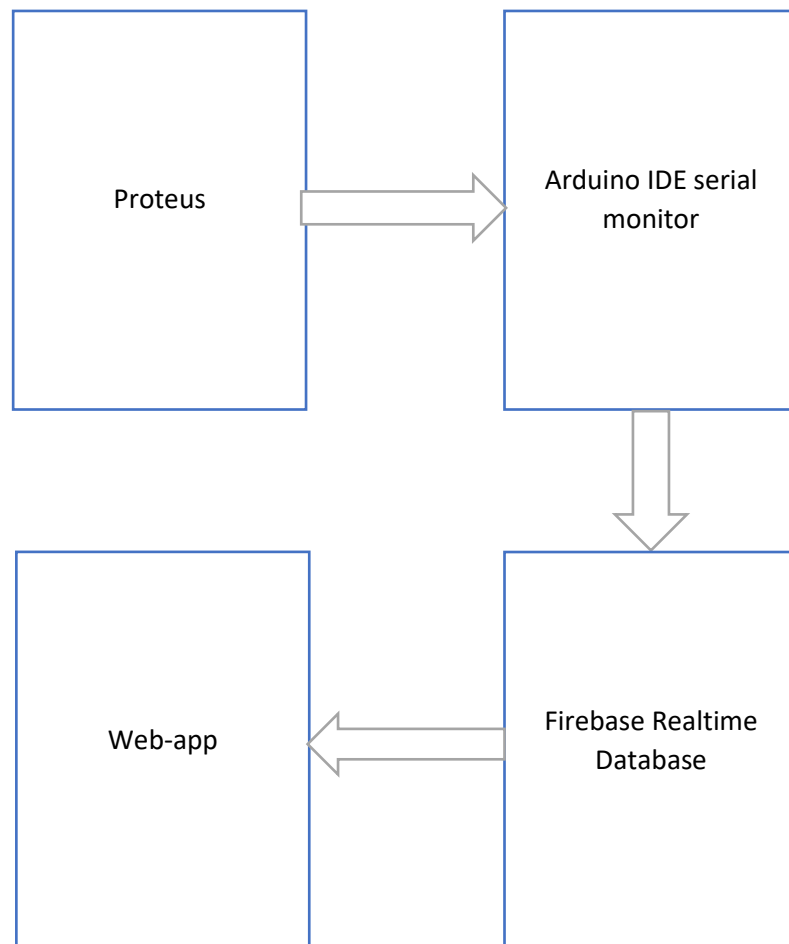 Proteus
Arduino IDE serial
monitor
Web-app
Firebase Realtime
Database